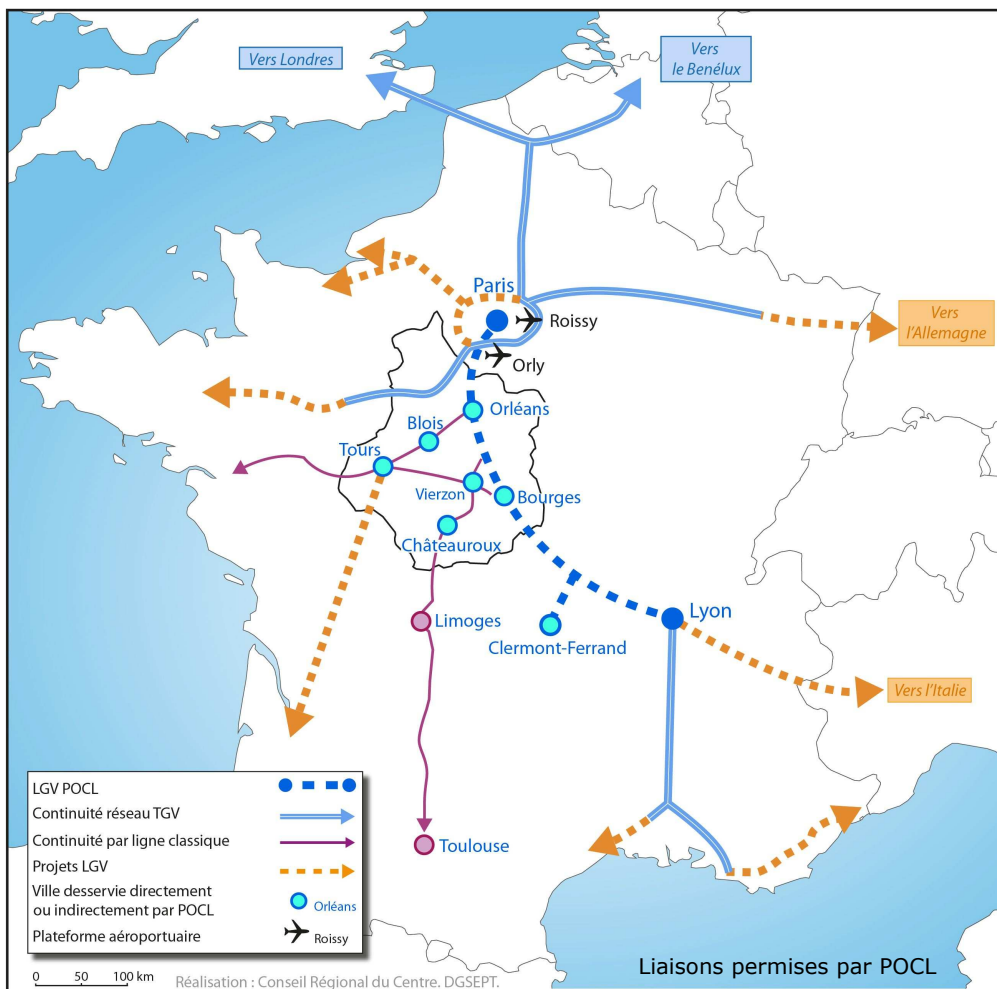 Vers Londres
Vers
le Benélux
Paris
Roissy
Vers
l'Allemagne
Orly
Orléans
Blois
Tours
Vierzon
Bourges
Châteauroux
Limoges
Lyon
Clermont-Ferrand
Vers l'Italie
Toulouse
LGV POCL
Continuité réseau TGV
Continuité par ligne classique
Projets LGV
Ville desservie directement
ou indirectement par POCL
Orléans
Plateforme aéroportuaire
Roissy
0 50 100 km
Réalisation : Conseil Régional du Centre. DGSEPT.
Liaisons permises par POCL